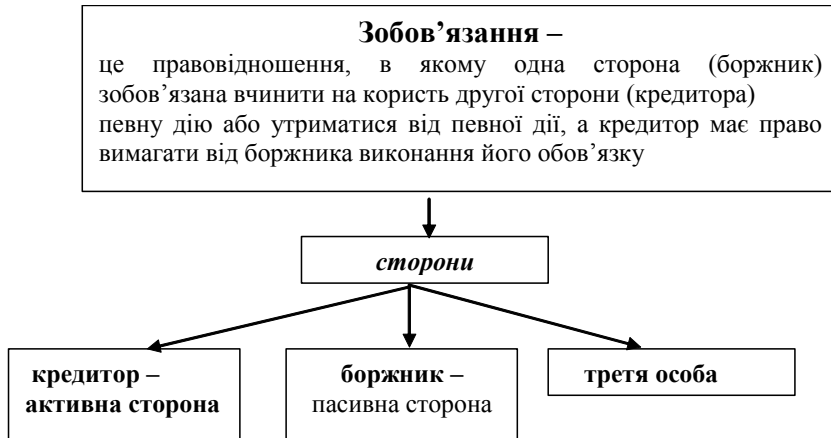 Зобов’язання –
це правовідношення, в якому одна сторона (боржник)
зобов’язана вчинити на користь другої сторони (кредитора)
певну дію або утриматися від певної дії, а кредитор має право
вимагати від боржника виконання його обов’язку
сторони
кредитор –
активна сторона
боржник –
пасивна сторона
третя особа